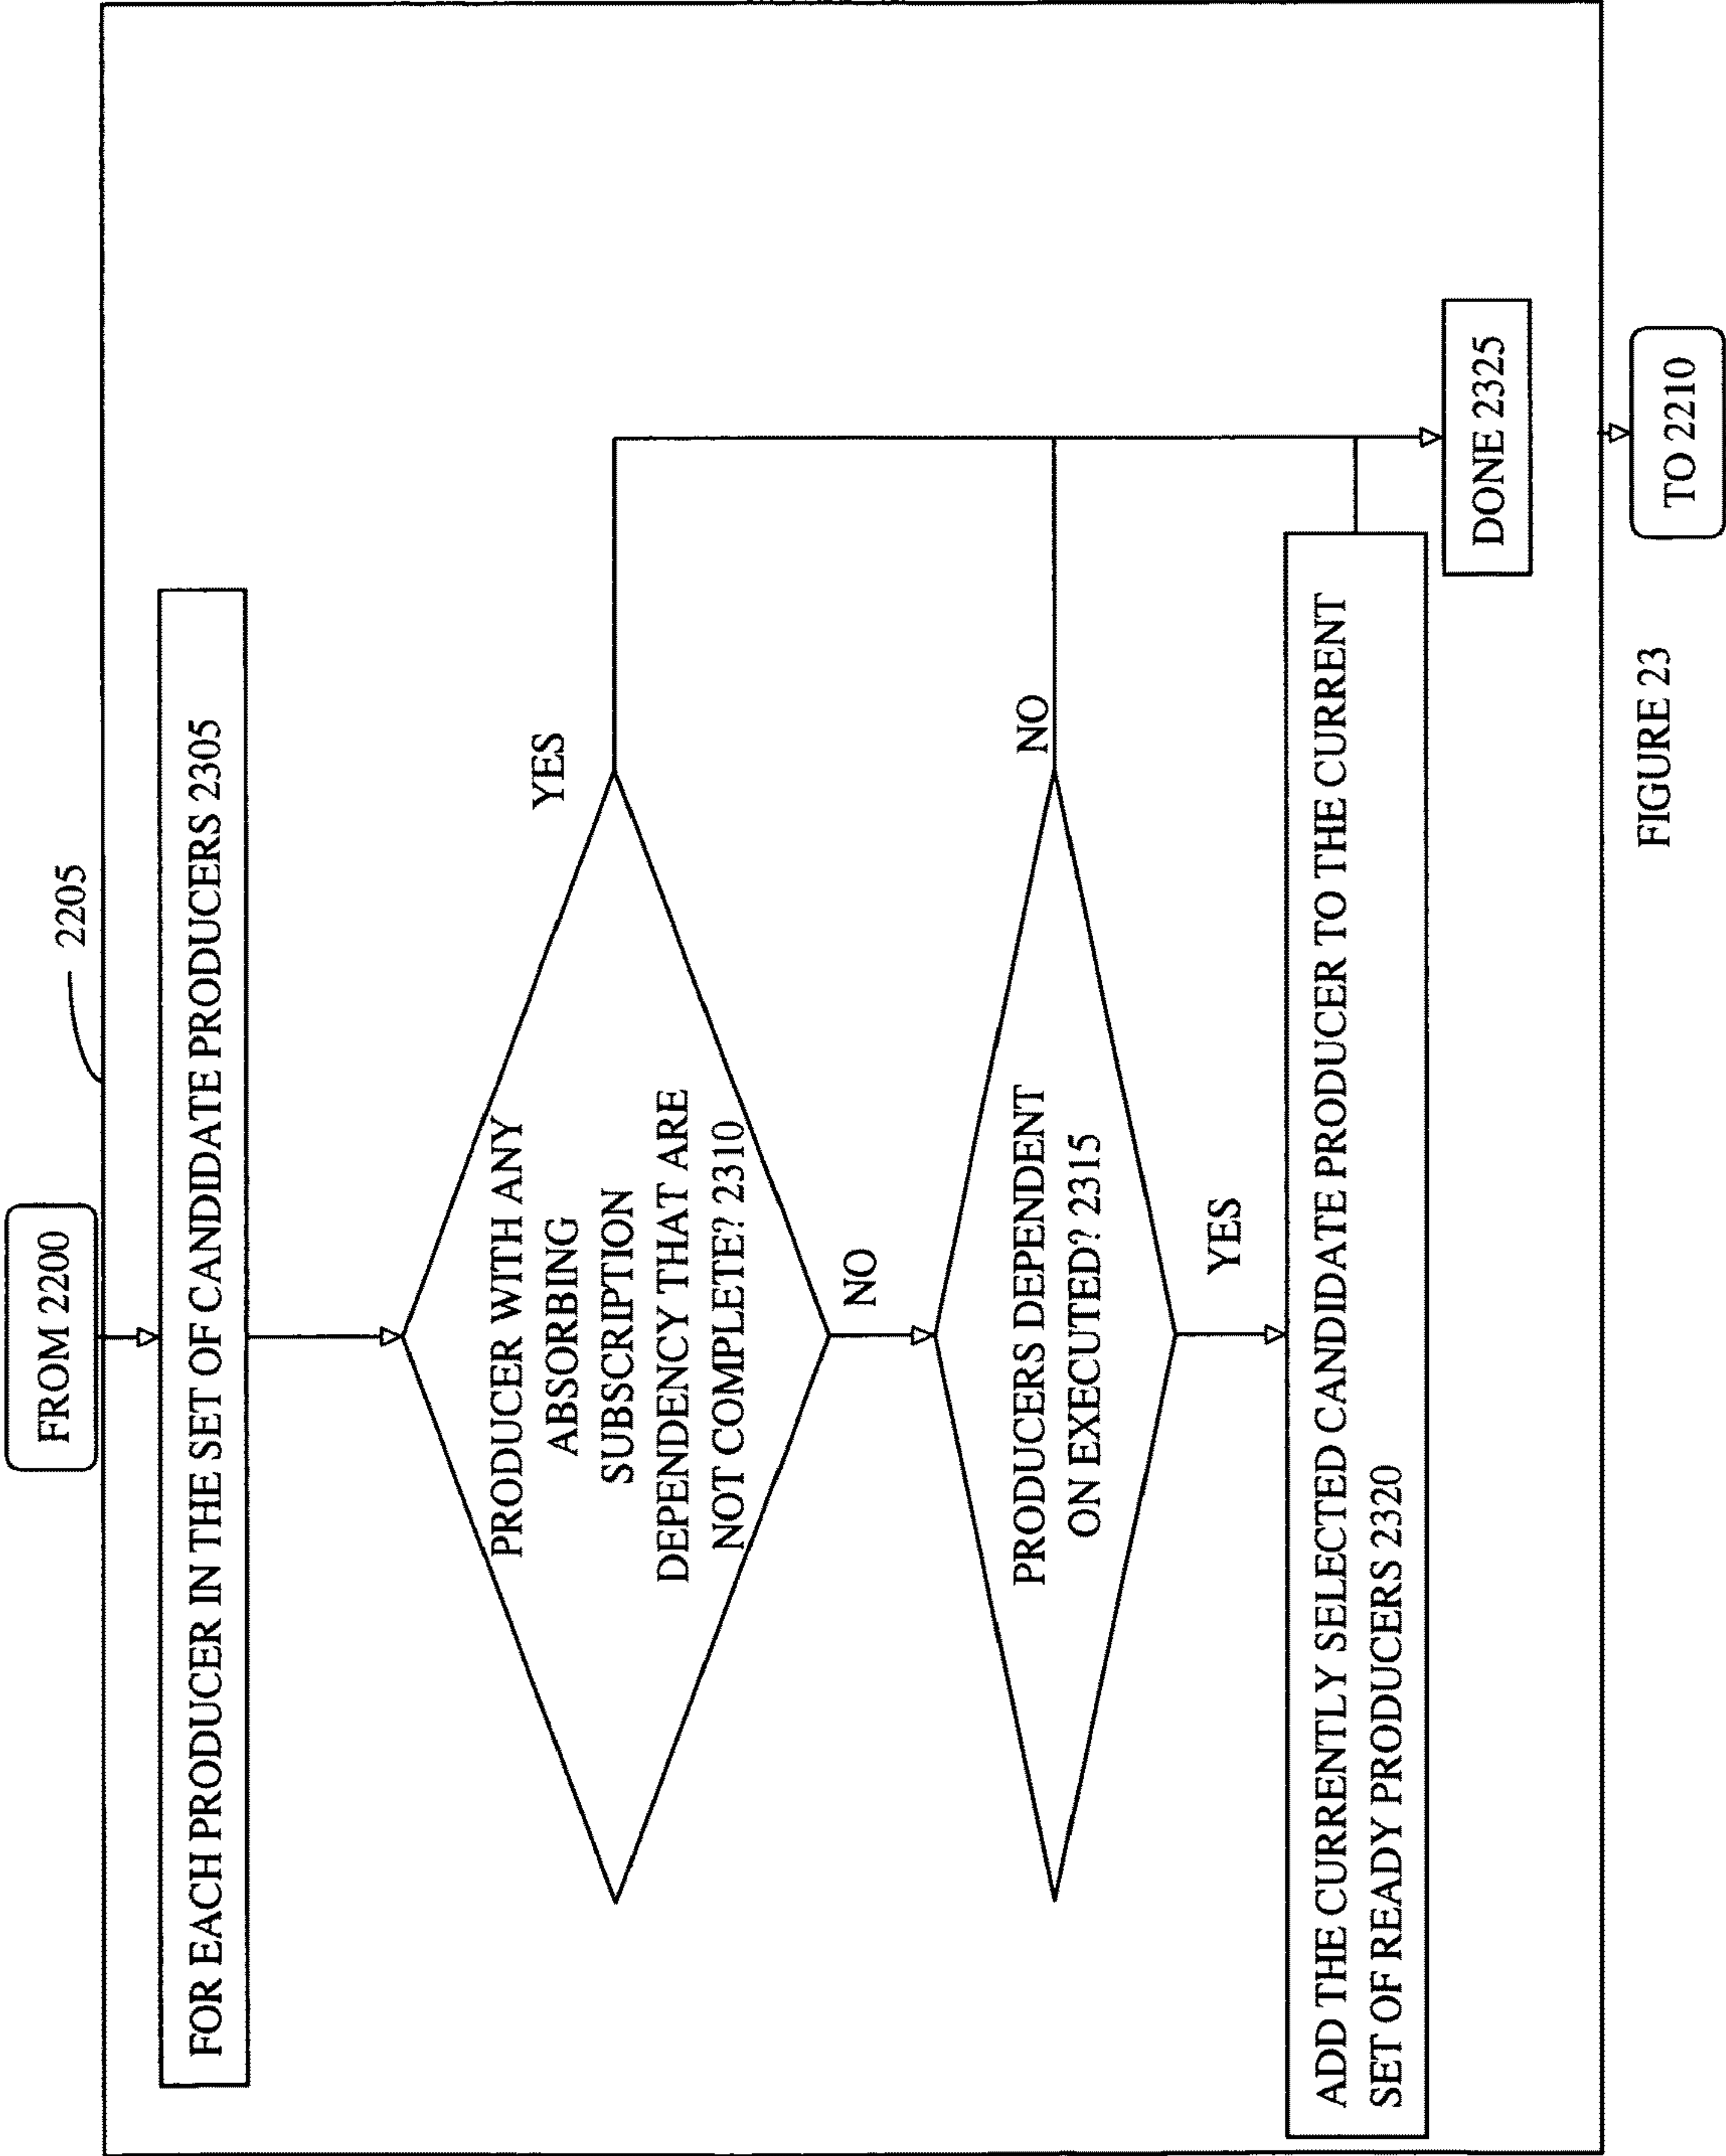 FROM 2200
2205
FOR EACH PRODUCER IN THE SET OF CANDIDATE PRODUCERS 2305
PRODUCER WITH ANY
ABSORBING
SUBSCRIPTION
DEPENDENCY THAT ARE
NOT COMPLETE? 2310
YES
NO
PRODUCERS DEPENDENT
ON EXECUTED? 2315
NO
YES
ADD THE CURRENTLY SELECTED CANDIDATE PRODUCER TO THE CURRENT
SET OF READY PRODUCERS 2320
DONE 2325
TO 2210
FIGURE 23